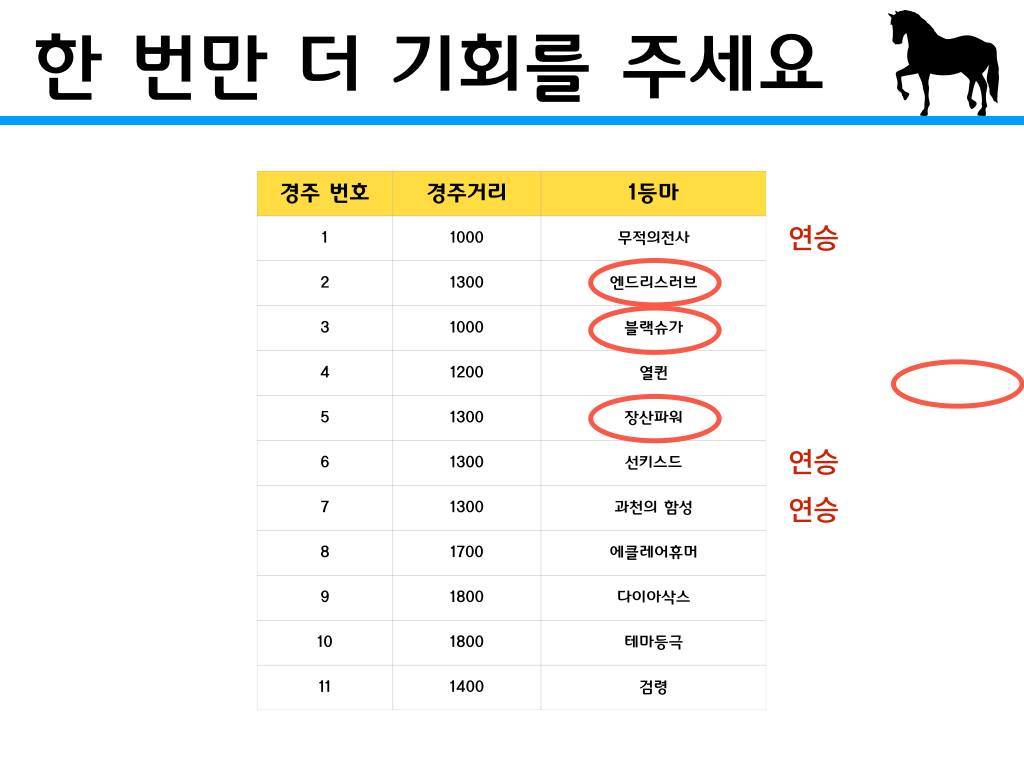 한 번만 더 기회를 주세요
경주 번호 경주거리 1등마
1 1000 무적의전사 연승
2 1300 엔드리스러브
3 1000 블랙슈가
4 1200 열퀸
5 1300 장산파워
6 1300 선키스드 연승
7 1300 과천의 함성 연승
8 1700 에클레어휴머
9 1800 다이아삭스
10 1800 테마등극
11 1400 검령